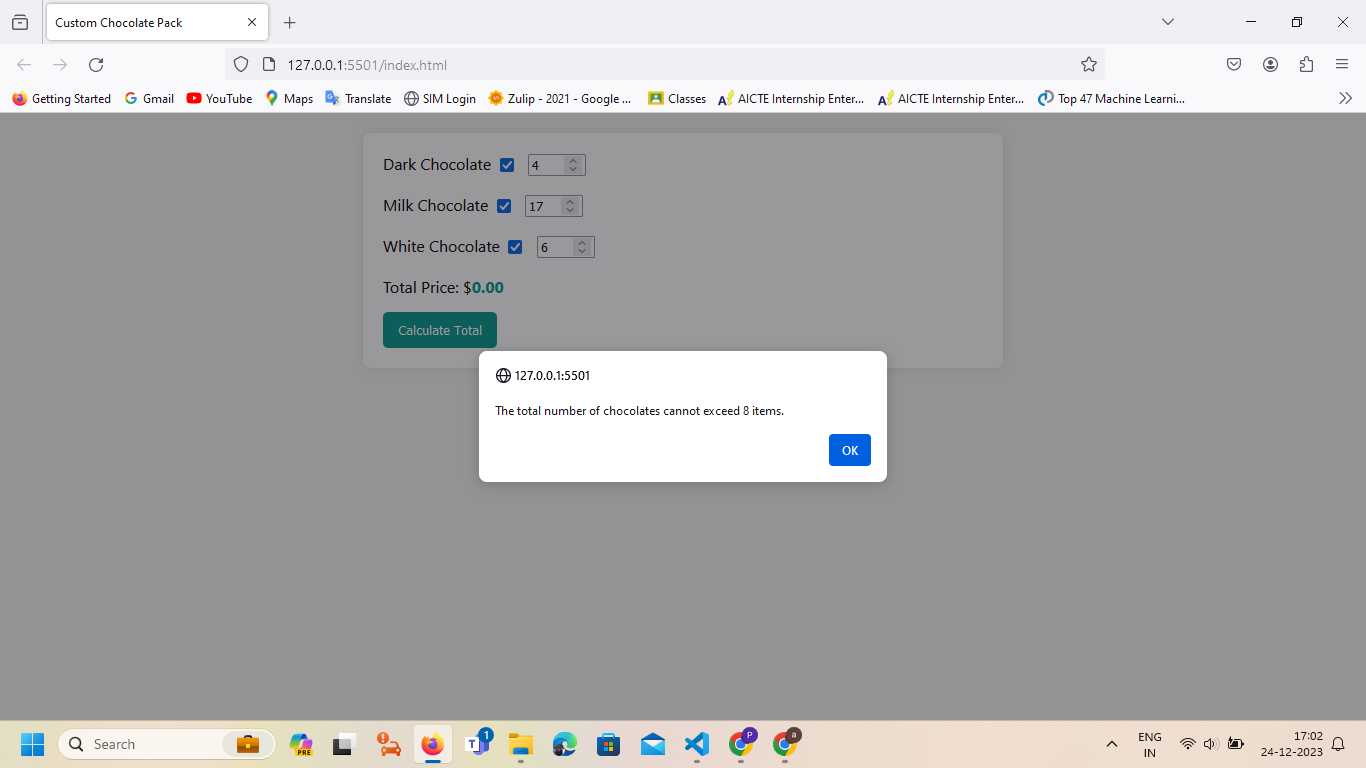 Custom Chocolate Pack
127.0.0.1:5501/index.html
Getting Started Gmail YouTube Maps Translate SIM Login Zulip - 2021 - Google ... Classes AICTE Internship Enter... AICTE Internship Enter... Top 47 Machine Learni...
Dark Chocolate 4
Milk Chocolate 17
White Chocolate 6
Total Price: $0.00
Calculate Total
127.0.0.1:5501
The total number of chocolates cannot exceed 8 items.
OK
Search PRE 1 P a ENG 17:02
IN 24-12-2023